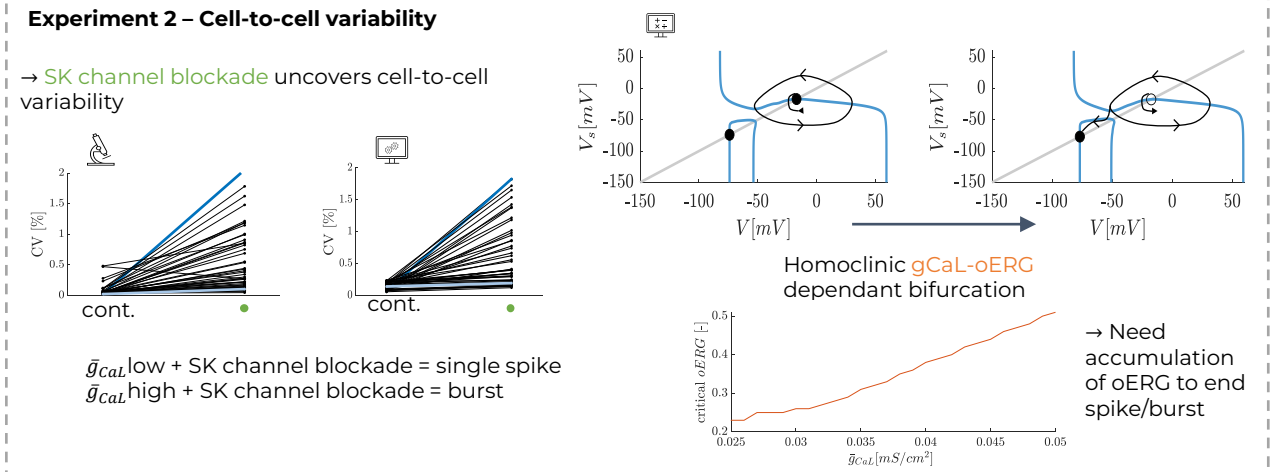 Experiment 2 – Cell-to-cell variability
→ SK channel blockade uncovers cell-to-cell
variability
CV [%]
2
1.5
1
0.5
0
cont.
CV [%]
2
1.5
1
0.5
0
cont.
ḡCaL low + SK channel blockade = single spike
ḡCaL high + SK channel blockade = burst
Vs[mV]
50
0
-50
-100
-150
-150 -100 -50 0 50
V[mV]
Vs[mV]
50
0
-50
-100
-150
-150 -100 -50 0 50
V[mV]
Homoclinic gCaL-oERG
dependant bifurcation
critical oERG [-]
0.5
0.4
0.3
0.2
0.025 0.03 0.035 0.04 0.045 0.05
ḡCaL[mS/cm²]
→ Need
accumulation
of oERG to end
spike/burst